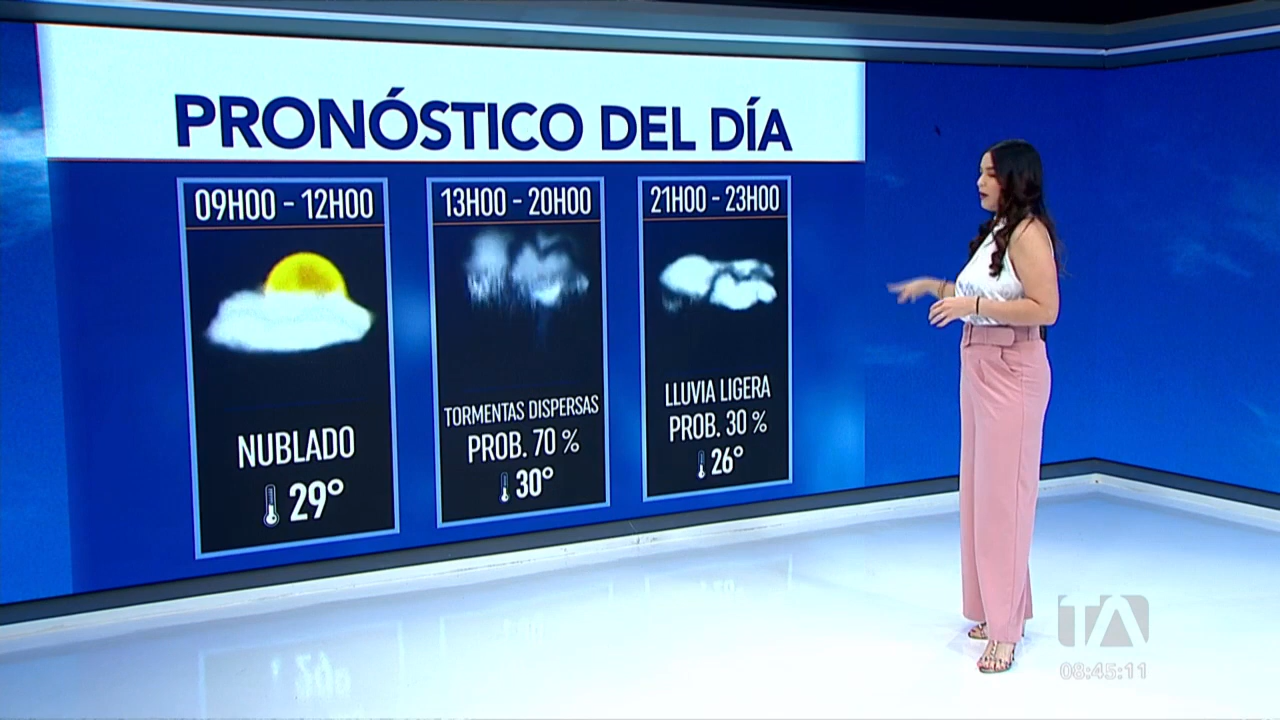 PRONÓSTICO DEL DÍA
09H00 - 12H00
NUBLADO
29°
13H00 - 20H00
TORMENTAS DISPERSAS
PROB. 70 %
30°
21H00 - 23H00
LLUVIA LIGERA
PROB. 30 %
26°
TA
08:45:11